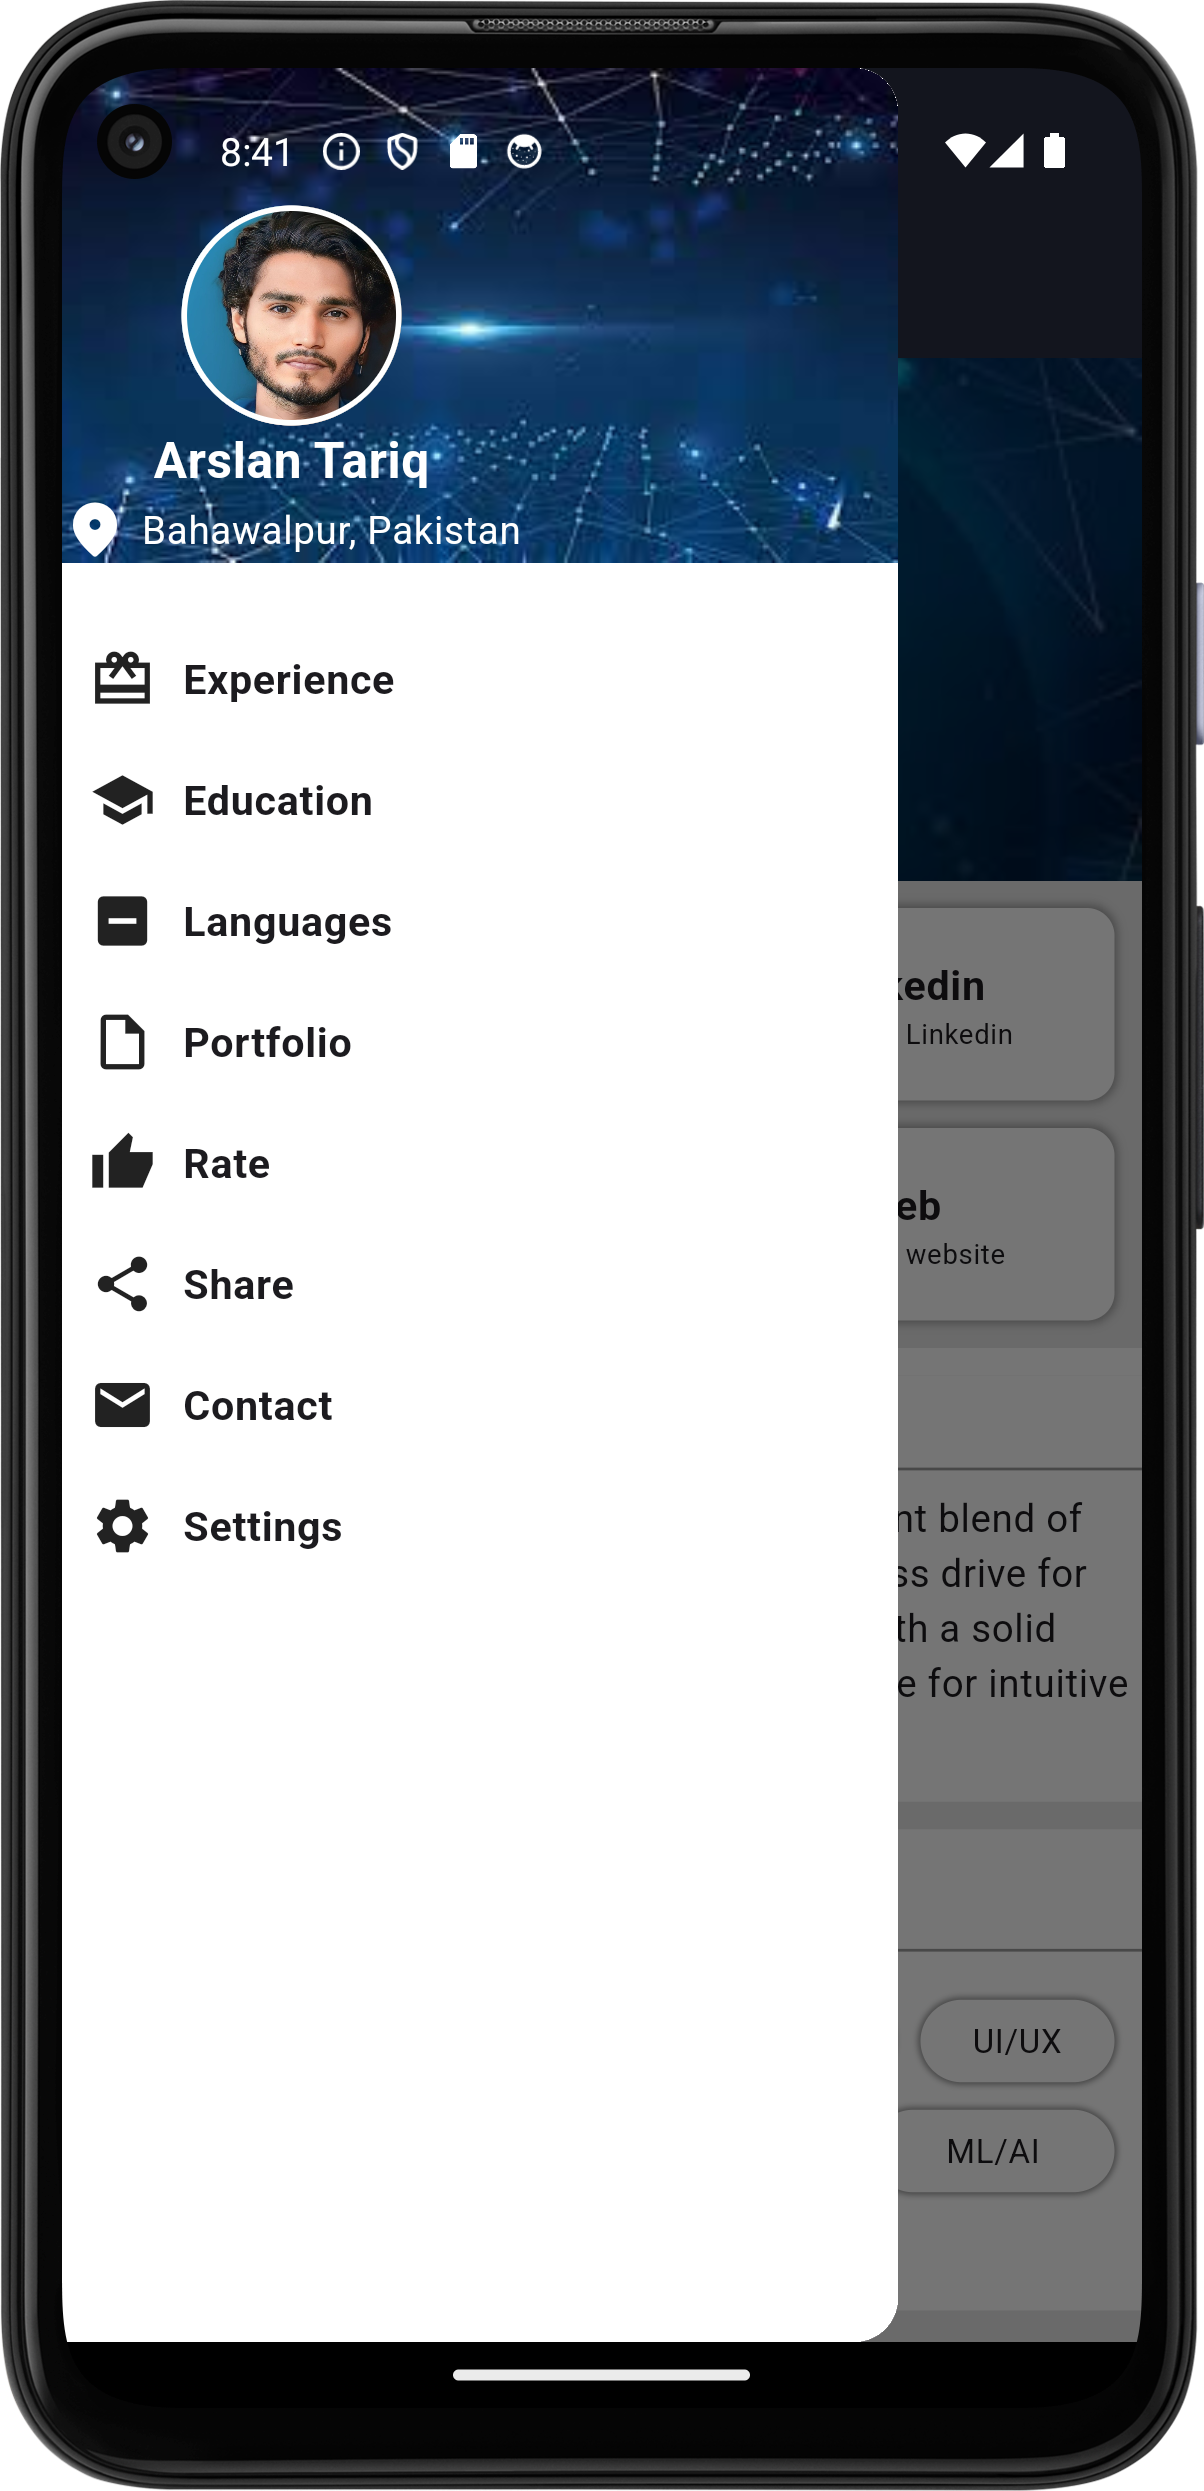 8:41
Arslan Tariq
Bahawalpur, Pakistan
Experience
Education
Languages
Portfolio
Rate
Share
Contact
Settings
kedin
Linkedin
eb
website
nt blend of
ss drive for
th a solid
e for intuitive
UI/UX
ML/AI